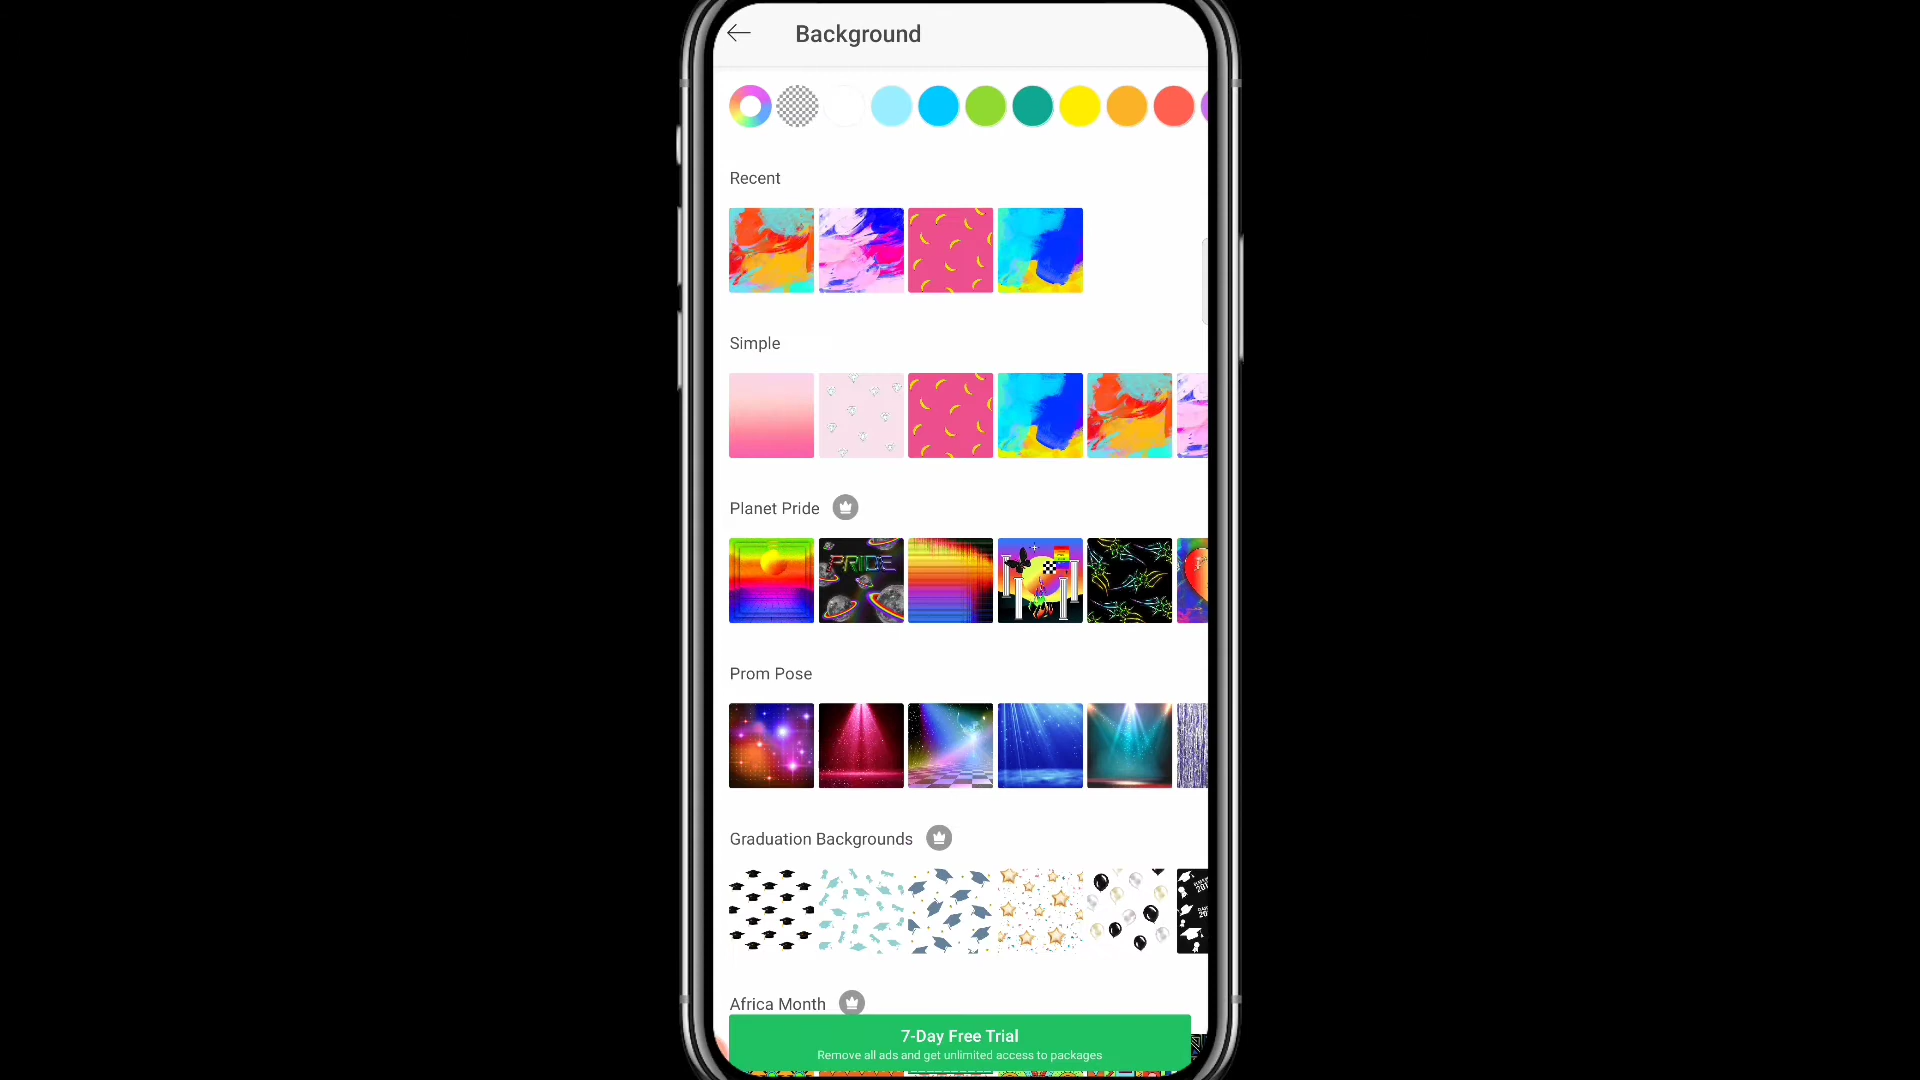 Background
Recent
Simple
Planet Pride
PRIDE
Prom Pose
Graduation Backgrounds
Africa Month
7-Day Free Trial
Remove all ads and get unlimited access to packages